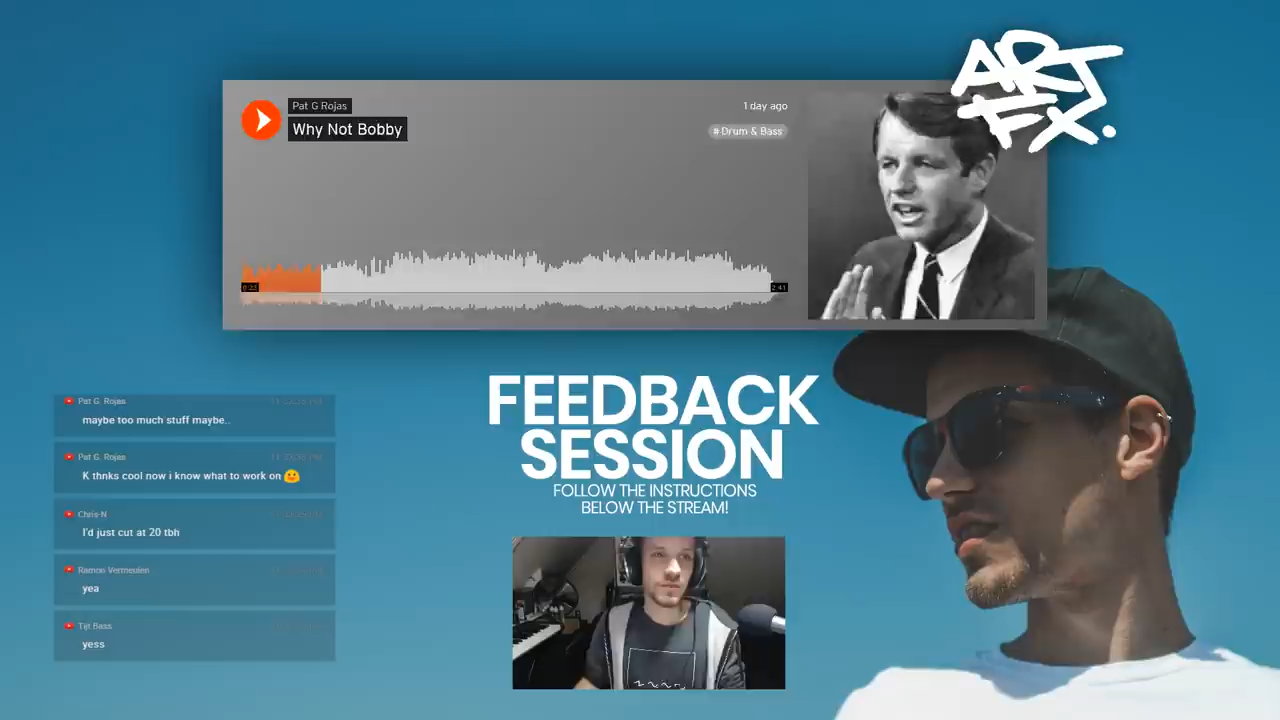 ART
FX.
Pat G Rojas
1 day ago
Why Not Bobby
# Drum & Bass
2:41
FEEDBACK
SESSION
FOLLOW THE INSTRUCTIONS
BELOW THE STREAM!
Pat G. Rojas
maybe too much stuff maybe..
Pat G. Rojas
K thnks cool now i know what to work on
Chris N
I'd just cut at 20 tbh
Ramon Vermeulen
yea
Tijt Bass
yess